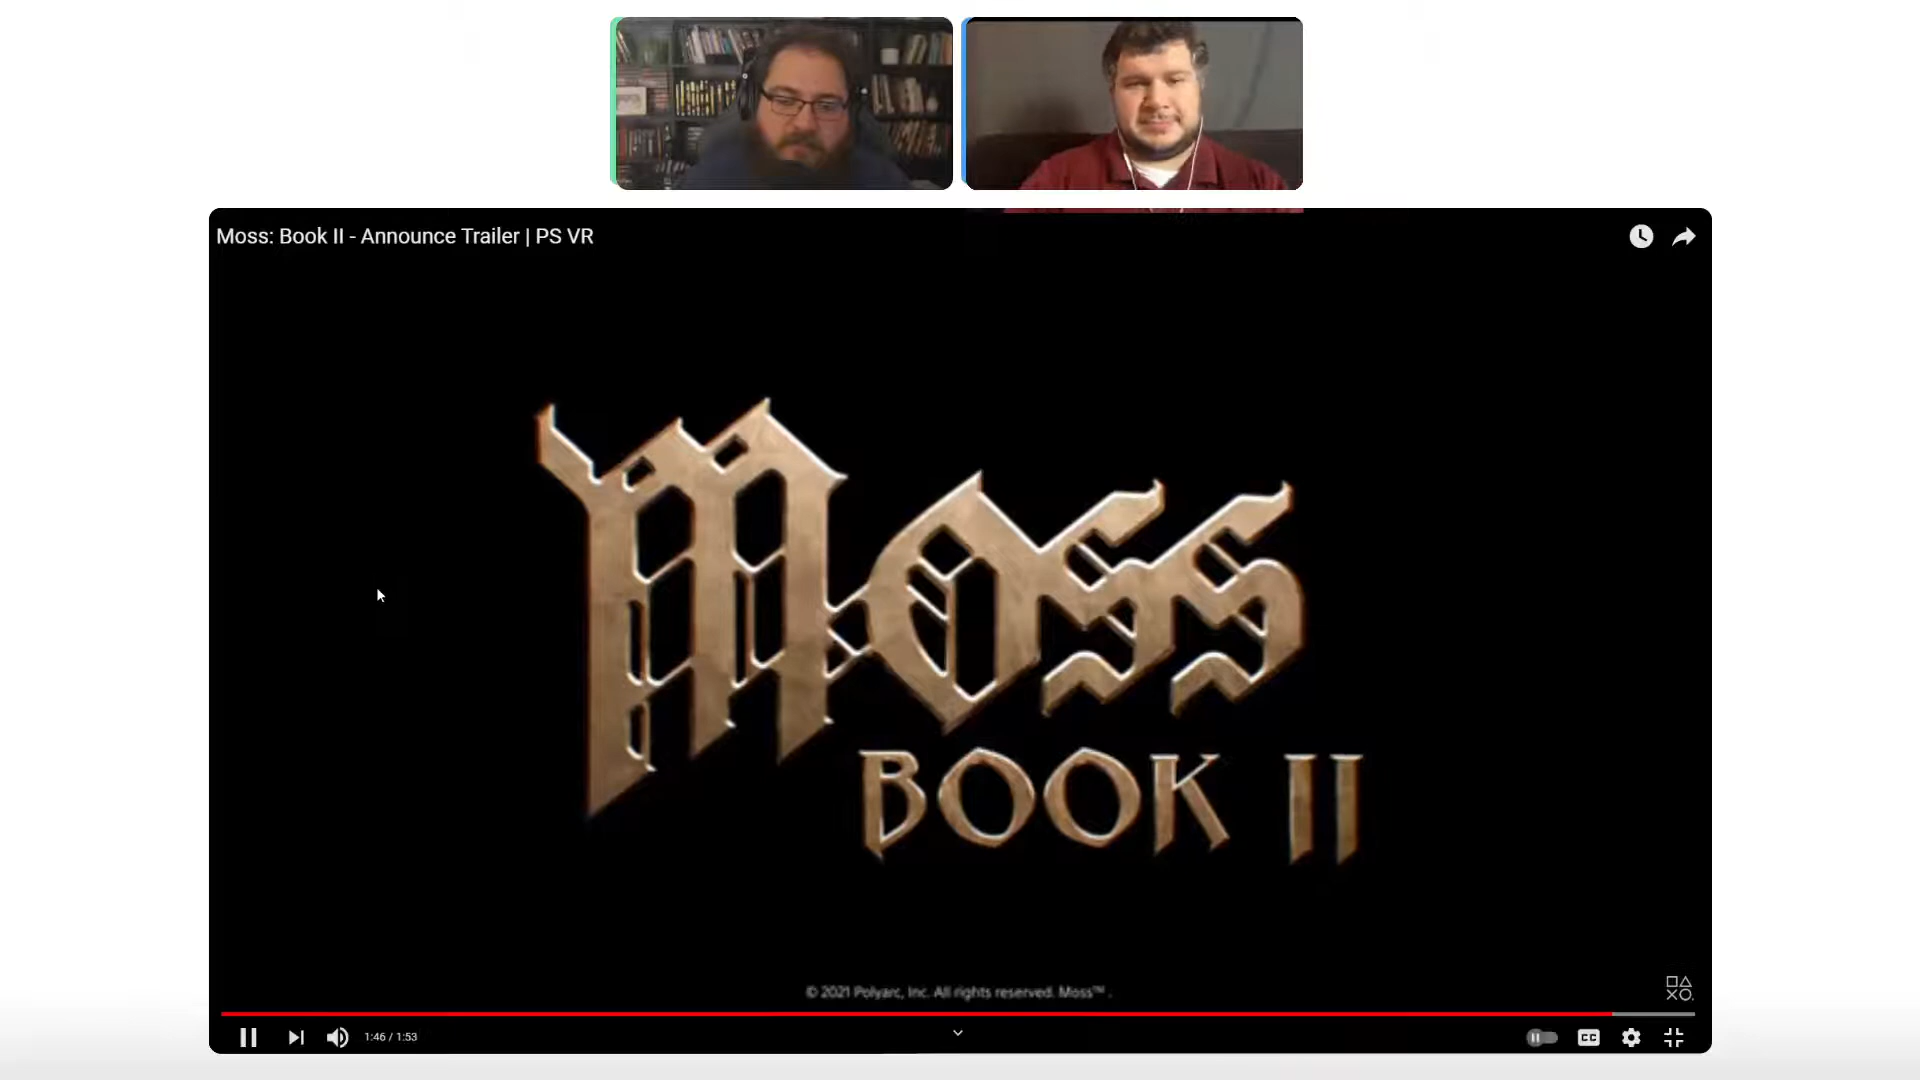 Moss: Book II - Announce Trailer | PS VR
Moss
BOOK II
© 2021 Polyarc, Inc. All rights reserved. Moss™ .
1:46 / 1:53
CC